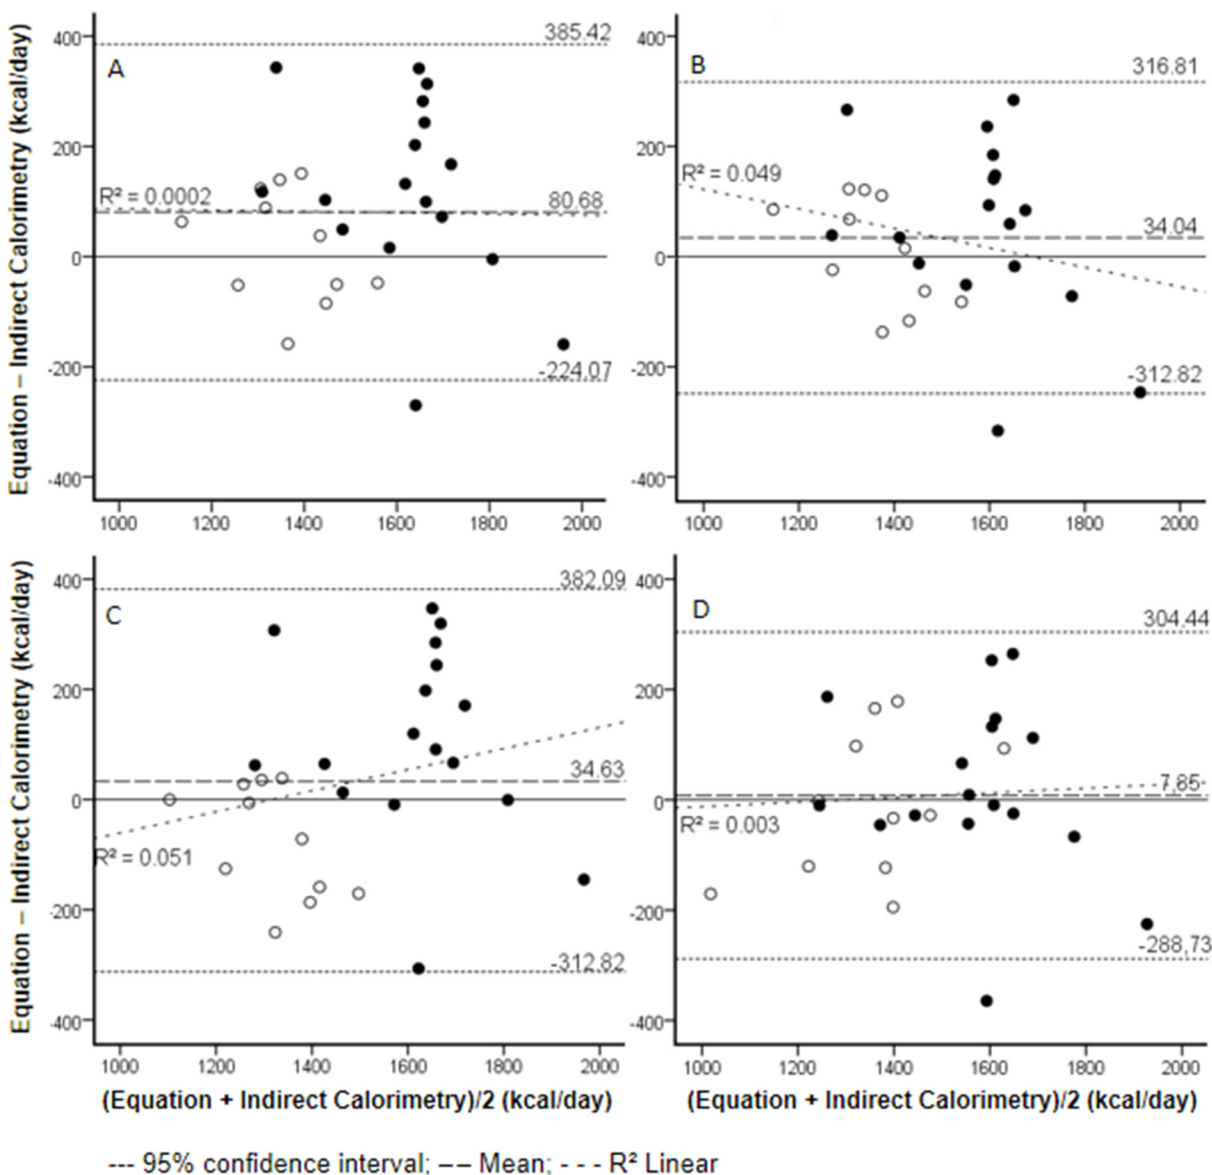 Equation – Indirect Calorimetry (kcal/day)
A
385.42
R² = 0.0002
80.68
-224.07
400
200
0
-200
-400
1000 1200 1400 1600 1800 2000
B
316.81
R² = 0.049
34.04
-312.82
400
200
0
-200
-400
1000 1200 1400 1600 1800 2000
Equation – Indirect Calorimetry (kcal/day)
C
382.09
34.63
R² = 0.051
-312.82
400
200
0
-200
-400
1000 1200 1400 1600 1800 2000
(Equation + Indirect Calorimetry)/2 (kcal/day)
D
304.44
7,85
R² = 0.003
-288,73
400
200
0
-200
-400
1000 1200 1400 1600 1800 2000
(Equation + Indirect Calorimetry)/2 (kcal/day)
--- 95% confidence interval; — – Mean; - - - R² Linear